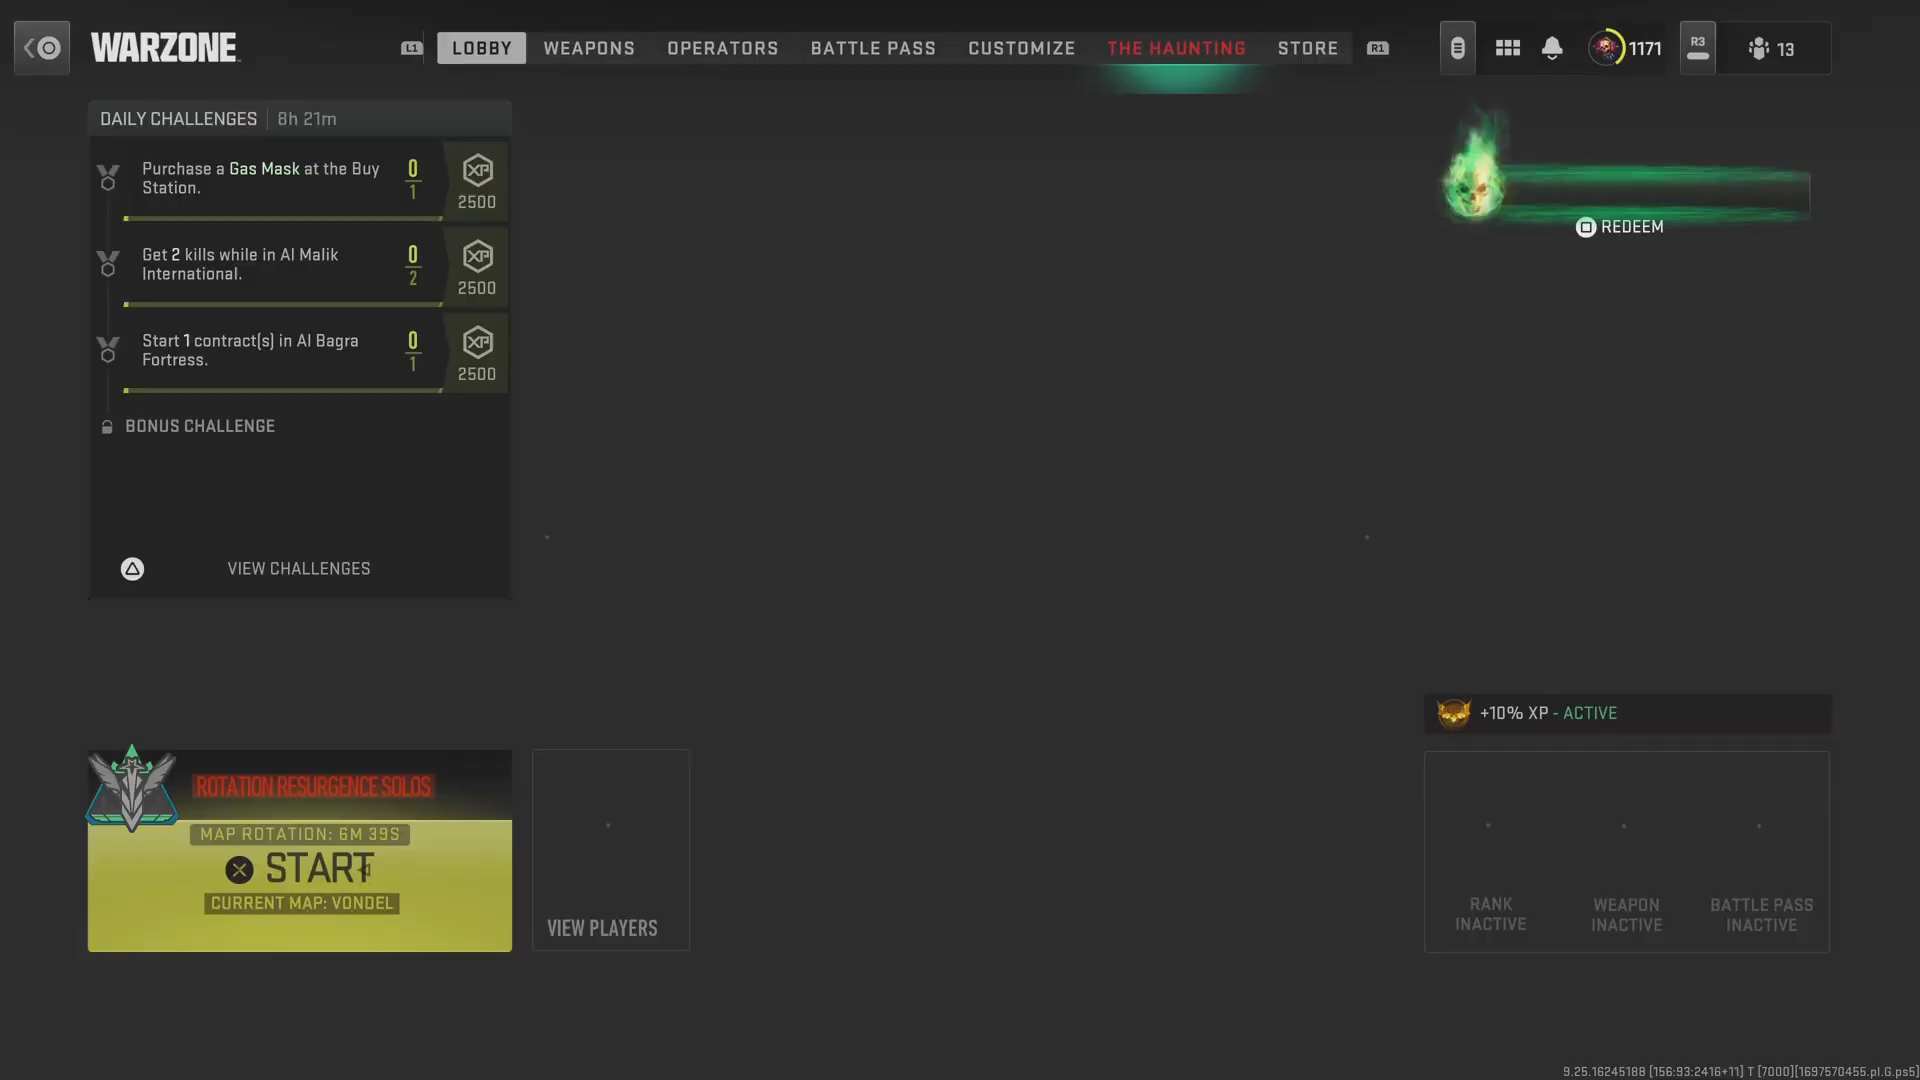 WARZONE
L1
LOBBY
WEAPONS
OPERATORS
BATTLE PASS
CUSTOMIZE
THE HAUNTING
STORE
R1
1171
R3
13
DAILY CHALLENGES
8h 21m
Purchase a Gas Mask at the Buy
Station.
0
1
XP
2500
Get 2 kills while in Al Malik
International.
0
2
XP
2500
Start 1 contract(s) in Al Bagra
Fortress.
0
1
XP
2500
BONUS CHALLENGE
VIEW CHALLENGES
REDEEM
+10% XP - ACTIVE
ROTATION RESURGENCE SOLOS
MAP ROTATION: 6M 39S
START
CURRENT MAP: VONDEL
VIEW PLAYERS
RANK
INACTIVE
WEAPON
INACTIVE
BATTLE PASS
INACTIVE
9.25.16245188 [156:93:2416+11] T [7000][1697570455.pl.G.ps5]